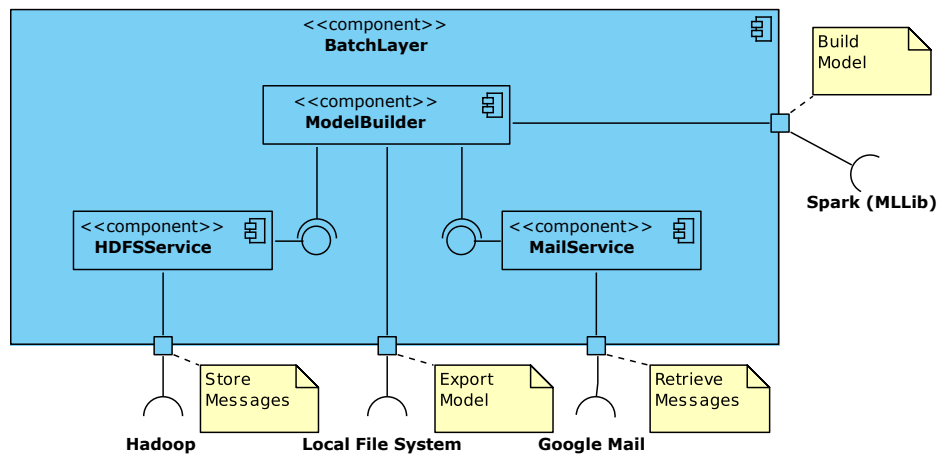 <<component>>
BatchLayer
Build
Model
<<component>>
ModelBuilder
Spark (MLLib)
<<component>>
HDFSService
<<component>>
MailService
Store
Messages
Export
Model
Retrieve
Messages
Hadoop
Local File System
Google Mail